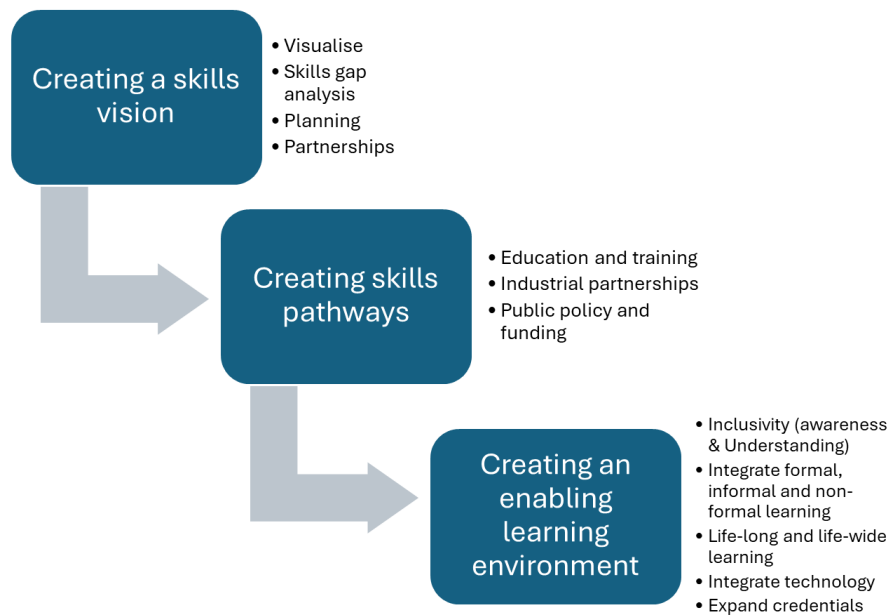 Creating a skills
vision
• Visualise
• Skills gap
analysis
• Planning
• Partnerships
Creating skills
pathways
• Education and training
• Industrial partnerships
• Public policy and
funding
Creating an
enabling
learning
environment
• Inclusivity (awareness
& Understanding)
• Integrate formal,
informal and non-
formal learning
• Life-long and life-wide
learning
• Integrate technology
• Expand credentials